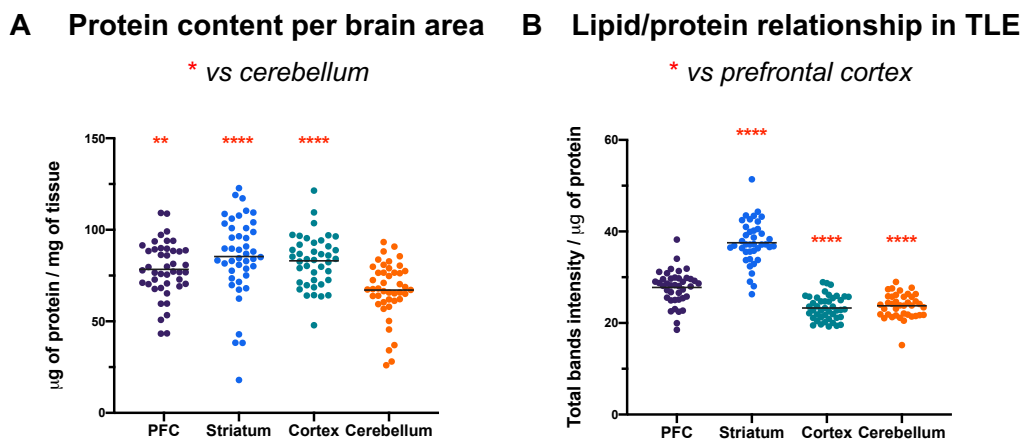 A Protein content per brain area
* vs cerebellum
** **** ****
μg of protein / mg of tissue
150
100
50
0
PFC Striatum Cortex Cerebellum
B Lipid/protein relationship in TLE
* vs prefrontal cortex
****
**** ****
Total bands intensity / μg of protein
60
40
20
0
PFC Striatum Cortex Cerebellum